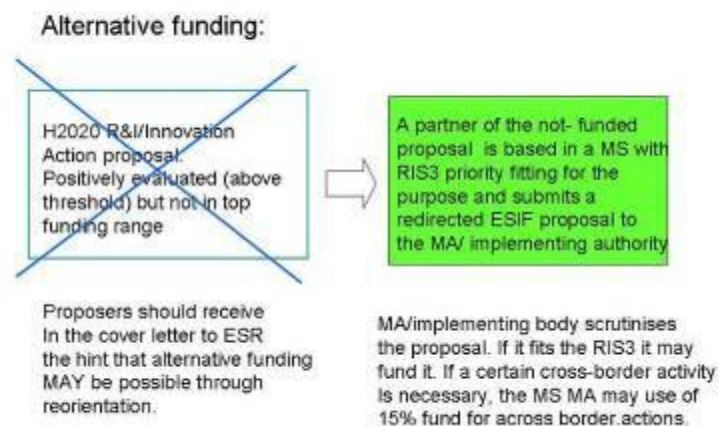 Alternative funding:
H2020 R&I/Innovation
Action proposal.
Positively evaluated (above
threshold) but not in top
funding range
A partner of the not- funded
proposal is based in a MS with
RIS3 priority fitting for the
purpose and submits a
redirected ESIF proposal to
the MA/ implementing authority
Proposers should receive
In the cover letter to ESR
the hint that alternative funding
MAY be possible through
reorientation.
MA/implementing body scrutinises
the proposal. If it fits the RIS3 it may
fund it. If a certain cross-border activity
Is necessary, the MS MA may use of
15% fund for across border.actions.